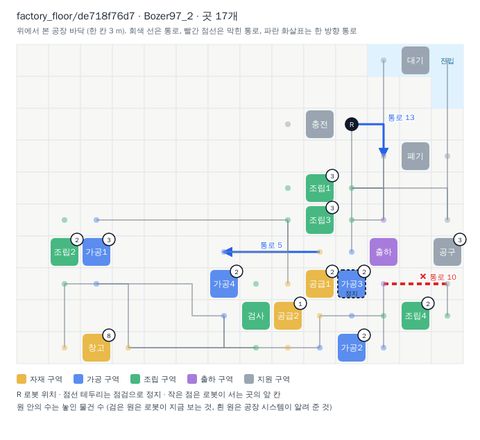 factory_floor/de718f76d7 · Bozer97_2 · 곳 17개
위에서 본 공장 바닥 (한 칸 3 m). 회색 선은 통로, 빨간 점선은 막힌 통로, 파란 화살표는 한 방향 통로
대기
진입
충전
R
통로 13
폐기
조립1
3
조립3
3
조립2
2
가공1
3
통로 5
출하
공구
3
가공4
2
공급1
2
가공3
2
정지
✕ 통로 10
검사
공급2
1
조립4
2
창고
8
가공2
2
자재 구역
가공 구역
조립 구역
출하 구역
지원 구역
R 로봇 위치 · 점선 테두리는 점검으로 정지 · 작은 점은 로봇이 서는 곳의 앞 칸
원 안의 수는 놓인 물건 수 (검은 원은 로봇이 지금 보는 것, 흰 원은 공장 시스템이 알려 준 것)